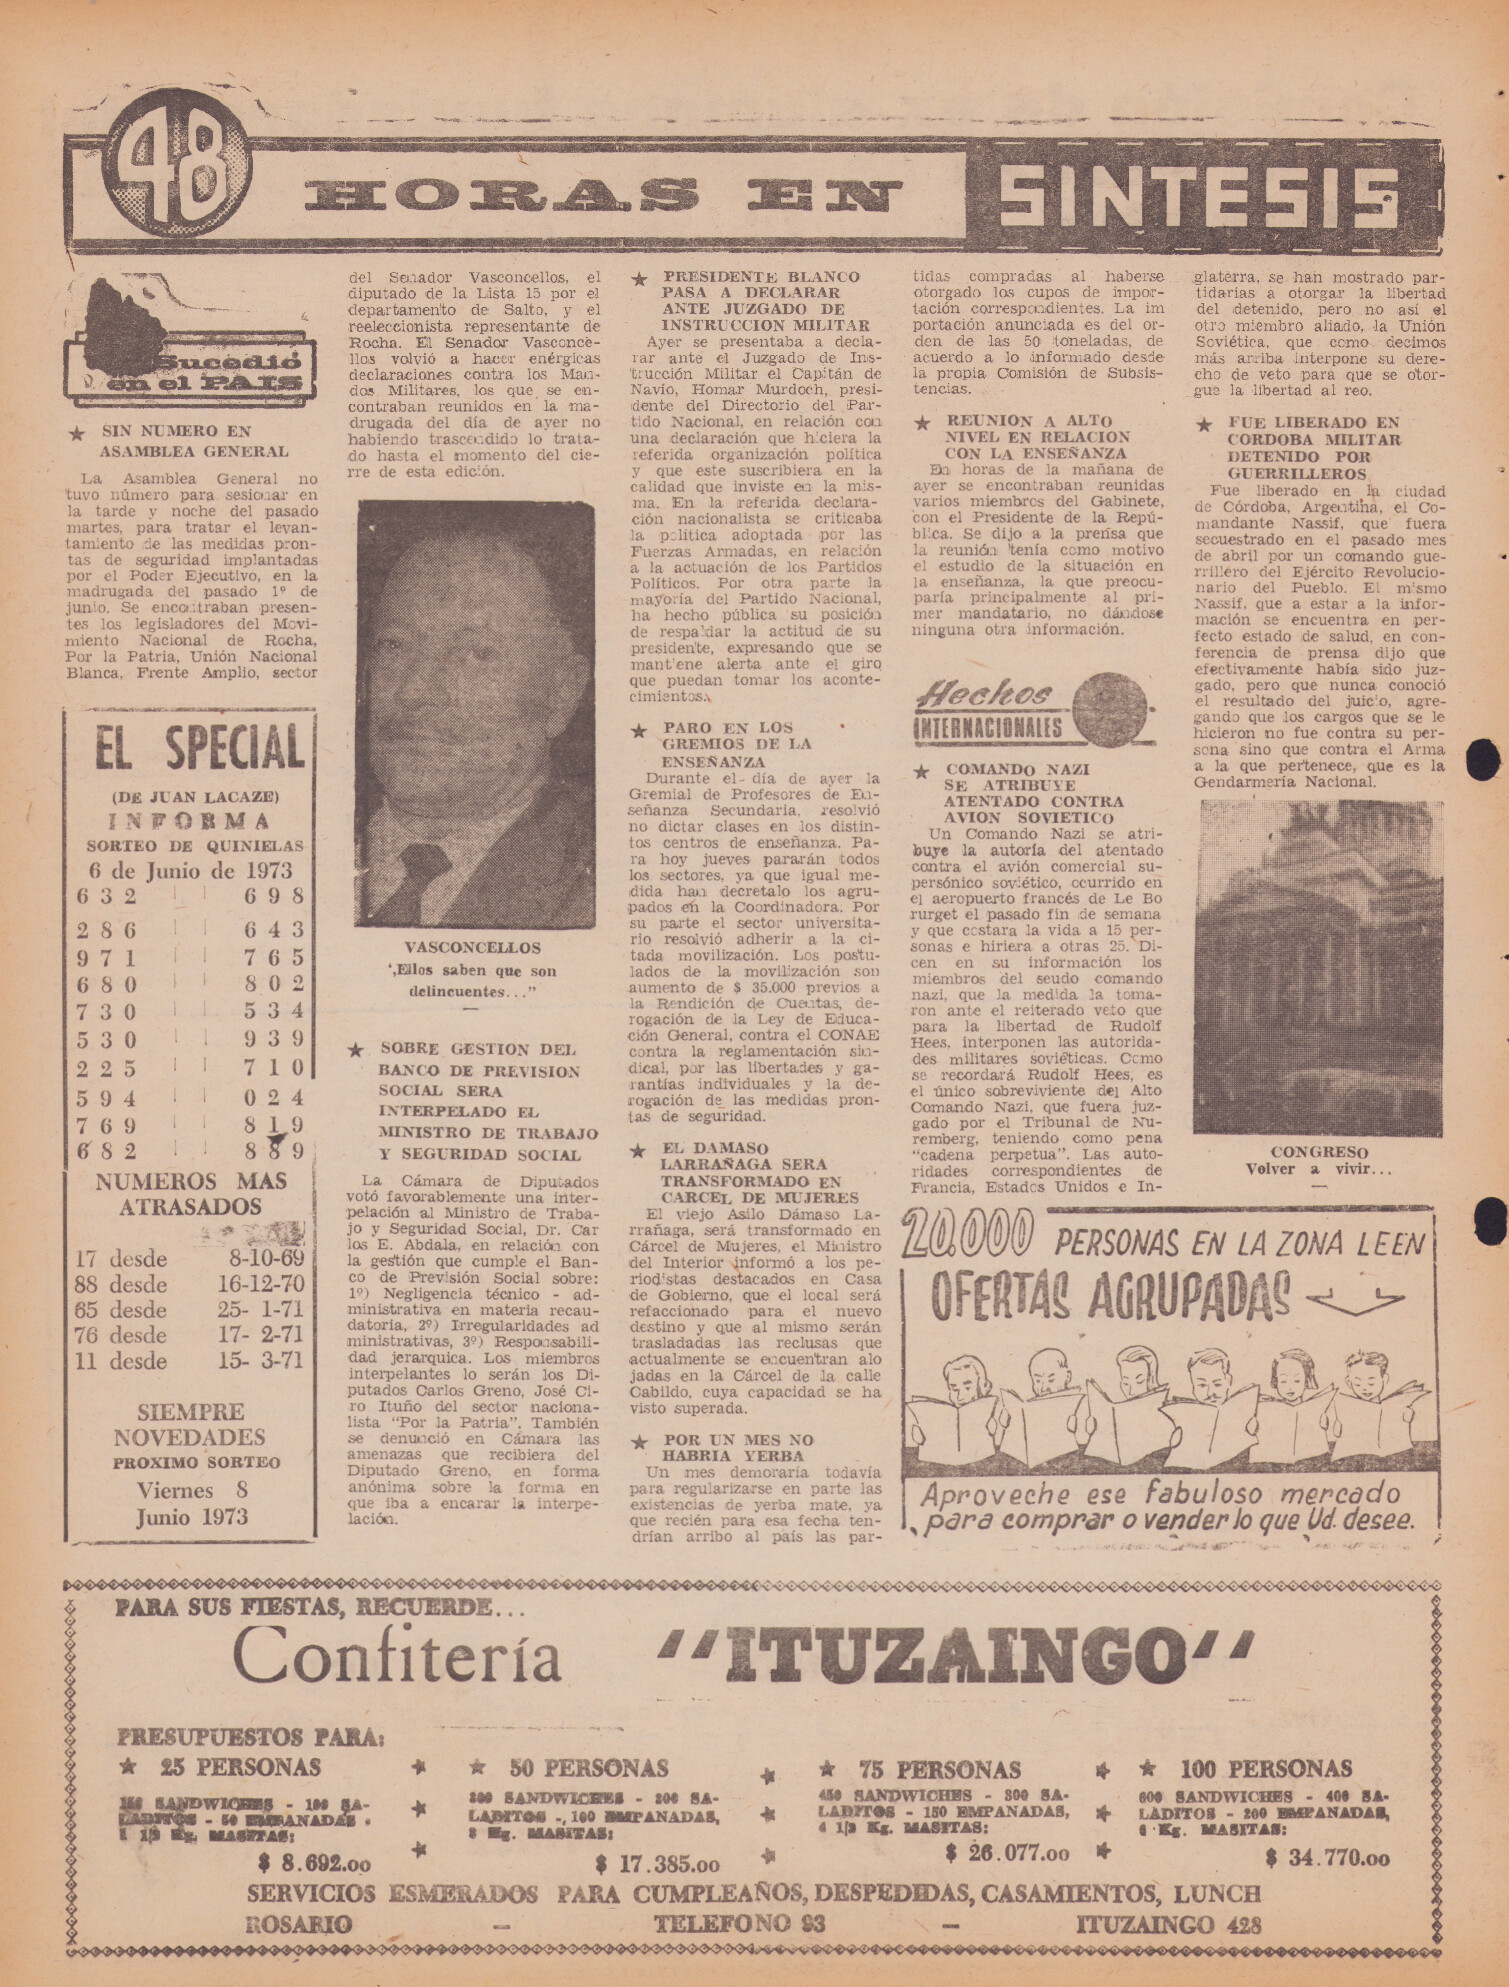 48 HORAS EN SINTESIS
Sucedió
en el PAIS
★ SIN NUMERO EN
ASAMBLEA GENERAL
La Asamblea General no
tuvo número para sesionar en
la tarde y noche del pasado
martes, para tratar el levan-
tamiento de las medidas pron-
tas de seguridad implantadas
por el Poder Ejecutivo, en la
madrugada del pasado 1º de
junio. Se encontraban presen-
tes los legisladores del Movi-
miento Nacional de Rocha,
Por la Patria, Unión Nacional
Blanca, Frente Amplio, sector
EL SPECIAL
(DE JUAN LACAZE)
INFORMA
SORTEO DE QUINIELAS
6 de Junio de 1973
632 698
286 643
971 765
680 802
730 534
530 939
225 710
594 024
769 819
682 889
NUMEROS MAS
ATRASADOS
17 desde 8-10-69
88 desde 16-12-70
65 desde 25- 1-71
76 desde 17- 2-71
11 desde 15- 3-71
SIEMPRE
NOVEDADES
PROXIMO SORTEO
Viernes 8
Junio 1973
del Senador Vasconcellos, el
diputado de la Lista 15 por el
departamento de Salto, y el
reeleccionista representante de
Rocha. El Senador Vasconce-
llos volvió a hacer enérgicas
declaraciones contra los Man-
dos Militares, los que se en-
contraban reunidos en la ma-
drugada del día de ayer no
habiendo trascendido lo trata-
do hasta el momento del cie-
rre de esta edición.
VASCONCELLOS
‘,Ellos saben que son
delincuentes...”
★ SOBRE GESTION DEL
BANCO DE PREVISION
SOCIAL SERA
INTERPELADO EL
MINISTRO DE TRABAJO
Y SEGURIDAD SOCIAL
La Cámara de Diputados
votó favorablemente una inter-
pelación al Ministro de Traba-
jo y Seguridad Social, Dr. Car
los E. Abdala, en relación con
la gestión que cumple el Ban-
co de Previsión Social sobre:
1º) Negligencia técnico - ad-
ministrativa en materia recau-
datoria, 2º) Irregularidades ad
ministrativas, 3º) Responsabili-
dad jerarquica. Los miembros
interpelantes lo serán los Di-
putados Carlos Greno, José Ci-
ro Ituño del sector naciona-
lista “Por la Patria”. También
se denunció en Cámara las
amenazas que recibiera del
Diputado Greno, en forma
anónima sobre la forma en
que iba a encarar la interpe-
lación.
★ PRESIDENTE BLANCO
PASA A DECLARAR
ANTE JUZGADO DE
INSTRUCCION MILITAR
Ayer se presentaba a decla-
rar ante el Juzgado de Ins-
trucción Militar el Capitán de
Navío, Homar Murdoch, presi-
dente del Directorio del Par-
tido Nacional, en relación con
una declaración que hiciera la
referida organización política
y que este suscribiera en la
calidad que inviste en la mis-
ma. En la referida declara-
ción nacionalista se criticaba
la política adoptada por las
Fuerzas Armadas, en relación
a la actuación de los Partidos
Políticos. Por otra parte la
mayoría del Partido Nacional,
ha hecho pública su posición
de respaldar la actitud de su
presidente, expresando que se
mantiene alerta ante el giro
que puedan tomar los aconte-
cimientos.
★ PARO EN LOS
GREMIOS DE LA
ENSEÑANZA
Durante el día de ayer la
Gremial de Profesores de En-
señanza Secundaria, resolvió
no dictar clases en los distin-
tos centros de enseñanza. Pa-
ra hoy jueves pararán todos
los sectores, ya que igual me-
dida han decretalo los agru-
pados en la Coordinadora. Por
su parte el sector universita-
rio resolvió adherir a la ci-
tada movilización. Los postu-
lados de la movilización son
aumento de $ 35.000 previos a
la Rendición de Cuentas, de-
rogación de la Ley de Educa-
ción General, contra el CONAE
contra la reglamentación sin-
dical, por las libertades y ga-
rantías individuales y la de-
rogación de las medidas pron-
tas de seguridad.
★ EL DAMASO
LARRAÑAGA SERA
TRANSFORMADO EN
CARCEL DE MUJERES
El viejo Asilo Dámaso La-
rrañaga, será transformado en
Cárcel de Mujeres, el Ministro
del Interior informó a los pe-
riodistas destacados en Casa
de Gobierno, que el local será
refaccionado para el nuevo
destino y que al mismo serán
trasladadas las reclusas que
actualmente se encuentran alo
jadas en la Cárcel de la calle
Cabildo, cuya capacidad se ha
visto superada.
★ POR UN MES NO
HABRIA YERBA
Un mes demoraría todavía
para regularizarse en parte las
existencias de yerba mate, ya
que recién para esa fecha ten-
drían arribo al país las par-
tidas compradas al haberse
otorgado los cupos de impor-
tación correspondientes. La im
portación anunciada es del or-
den de las 50 toneladas, de
acuerdo a lo informado desde
la propia Comisión de Subsis-
tencias.
★ REUNION A ALTO
NIVEL EN RELACION
CON LA ENSEÑANZA
En horas de la mañana de
ayer se encontraban reunidas
varios miembros del Gabinete,
con el Presidente de la Repú-
blica. Se dijo a la prensa que
la reunión tenía como motivo
el estudio de la situación en
la enseñanza, la que preocu-
paría principalmente al pri-
mer mandatario, no dándose
ninguna otra información.
Hechos
INTERNACIONALES
★ COMANDO NAZI
SE ATRIBUYE
ATENTADO CONTRA
AVION SOVIETICO
Un Comando Nazi se atri-
buye la autoría del atentado
contra el avión comercial su-
persónico soviético, ocurrido en
el aeropuerto francés de Le Bo
rurget el pasado fin de semana
y que costara la vida a 15 per-
sonas e hiriera a otras 25. Di-
cen en su información los
miembros del seudo comando
nazi, que la medida la toma-
ron ante el reiterado veto que
para la libertad de Rudolf
Hees, interponen las autorida-
des militares soviéticas. Como
se recordará Rudolf Hees, es
el único sobreviviente del Alto
Comando Nazi, que fuera juz-
gado por el Tribunal de Nu-
remberg, teniendo como pena
“cadena perpetua”. Las auto-
ridades correspondientes de
Francia, Estados Unidos e In-
glaterra, se han mostrado par-
tidarias a otorgar la libertad
del detenido, pero no así el
otro miembro aliado, la Unión
Soviética, que como decimos
más arriba interpone su dere-
cho de veto para que se otor-
gue la libertad al reo.
★ FUE LIBERADO EN
CORDOBA MILITAR
DETENIDO POR
GUERRILLEROS
Fue liberado en la ciudad
de Córdoba, Argentina, el Co-
mandante Nassif, que fuera
secuestrado en el pasado mes
de abril por un comando gue-
rrillero del Ejército Revolucio-
nario del Pueblo. El mismo
Nassif, que a estar a la infor-
mación se encuentra en per-
fecto estado de salud, en con-
ferencia de prensa dijo que
efectivamente había sido juz-
gado, pero que nunca conoció
el resultado del juicio, agre-
gando que los cargos que se le
hicieron no fue contra su per-
sona sino que contra el Arma
a la que pertenece, que es la
Gendarmería Nacional.
CONGRESO
Volver a vivir...
20.000 PERSONAS EN LA ZONA LEEN
OFERTAS AGRUPADAS
Aproveche ese fabuloso mercado
para comprar o vender lo que Ud. desee.
PARA SUS FIESTAS, RECUERDE...
Confitería "ITUZAINGO"
PRESUPUESTOS PARA:
★ 25 PERSONAS ★ ★ 50 PERSONAS ★ ★ 75 PERSONAS ★ ★ 100 PERSONAS
SANDWICHES - 100 SA-
LADITOS - 50 EMPANADAS
1 1/2 Kg. MASITAS:
$ 8.692.00
300 SANDWICHES - 200 SA-
LADITOS - 100 EMPANADAS,
3 Kg. MASITAS:
$ 17.385.00
450 SANDWICHES - 300 SA-
LADITOS - 150 EMPANADAS,
4 1/2 Kg. MASITAS:
$ 26.077.00
600 SANDWICHES - 400 SA-
LADITOS - 200 EMPANADAS,
6 Kg. MASITAS:
$ 34.770.00
SERVICIOS ESMERADOS PARA CUMPLEAÑOS, DESPEDIDAS, CASAMIENTOS, LUNCH
ROSARIO - TELEFONO 93 - ITUZAINGO 428